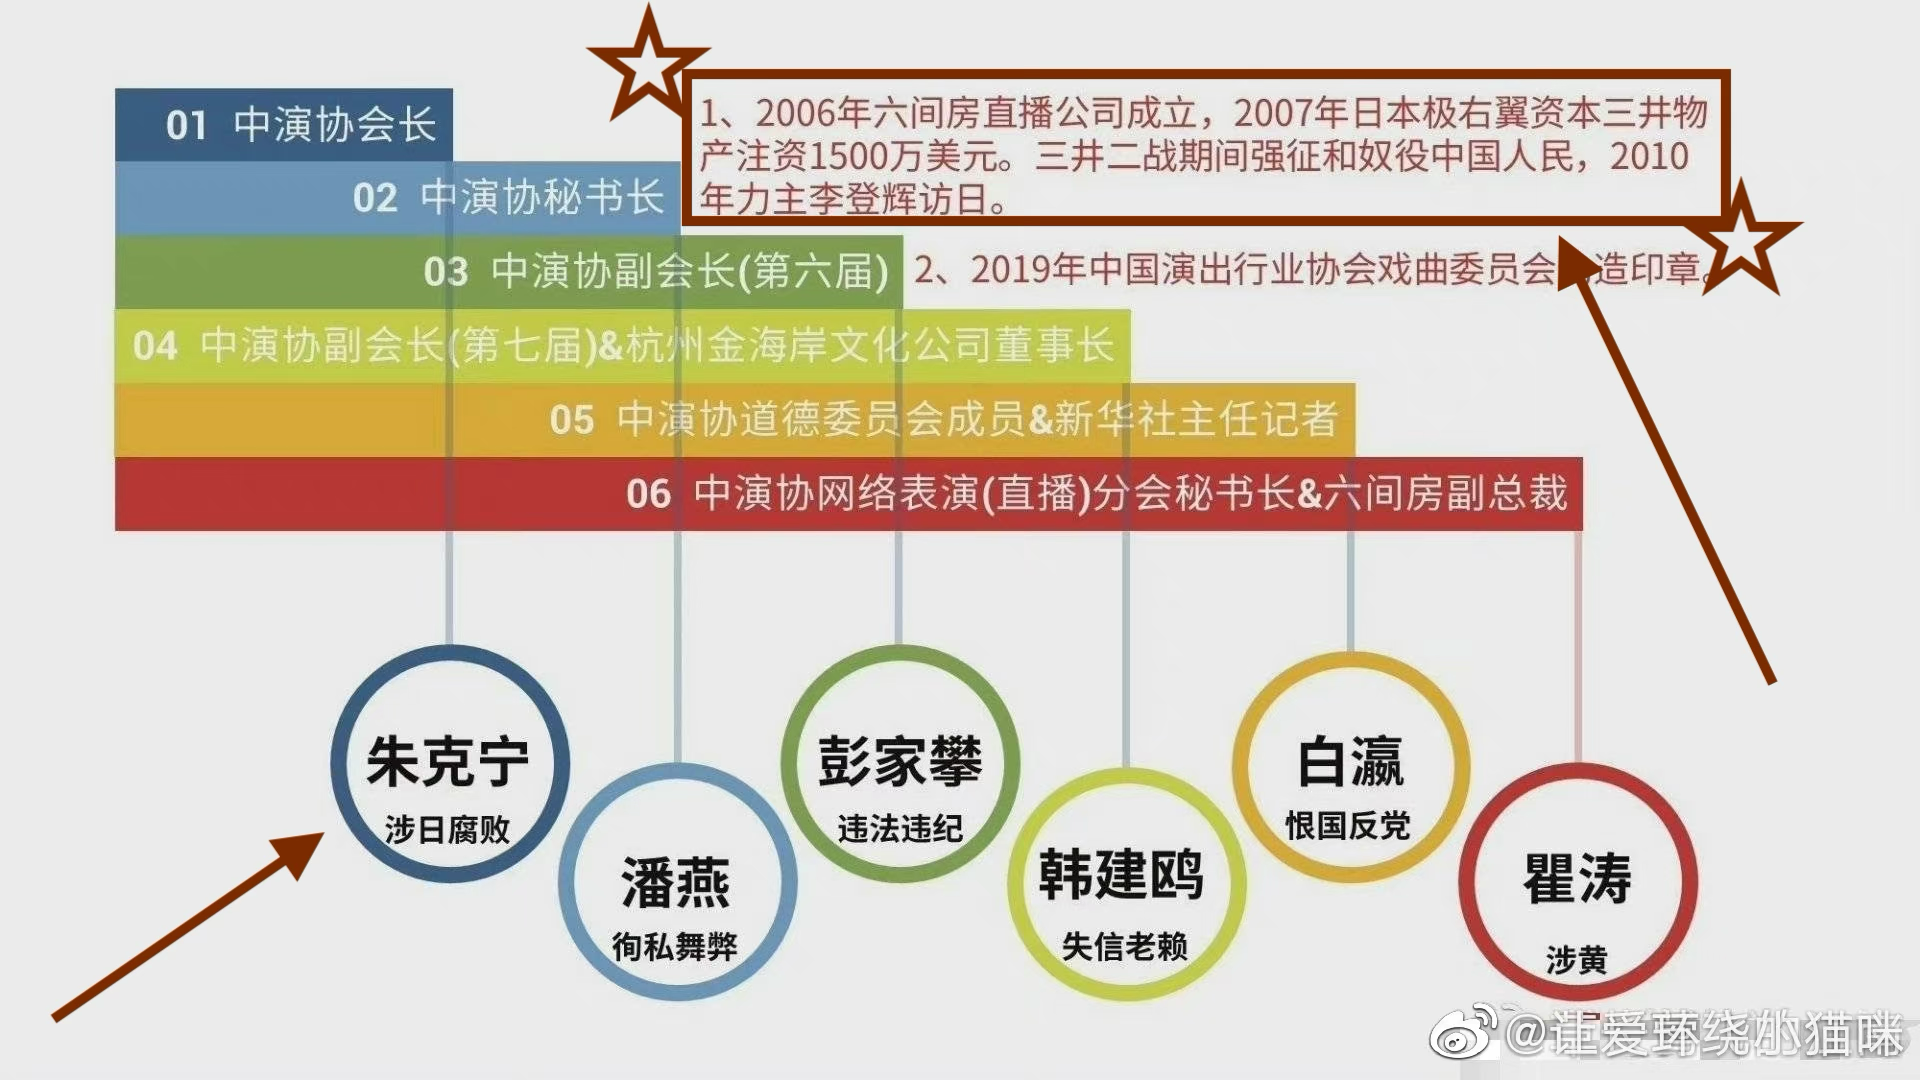 01 中演协会长
1、2006年六间房直播公司成立，2007年日本极右翼资本三井物
产注资1500万美元。三井二战期间强征和奴役中国人民，2010
年力主李登辉访日。
02 中演协秘书长
03 中演协副会长(第六届)
2、2019年中国演出行业协会戏曲委员会 造印章。
04 中演协副会长(第七届)&杭州金海岸文化公司董事长
05 中演协道德委员会成员&新华社主任记者
06 中演协网络表演(直播)分会秘书长&六间房副总裁
朱克宁
涉日腐败
潘燕
徇私舞弊
彭家攀
违法违纪
韩建鸥
失信老赖
白瀛
恨国反党
瞿涛
涉黄
@让爱环绕小猫咪